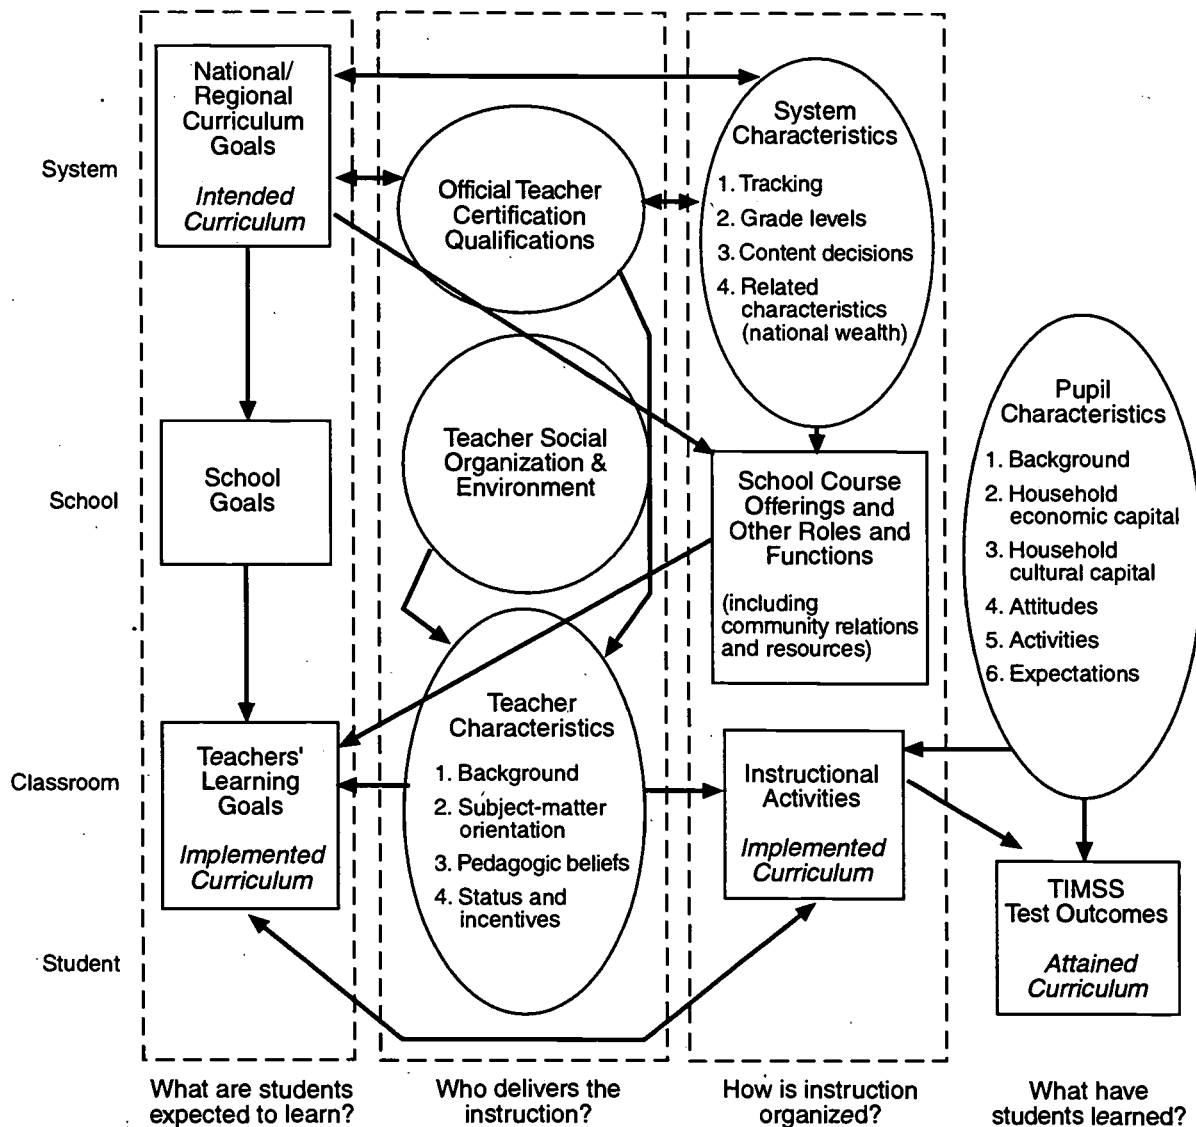 System
School
Classroom
Student
National/
Regional
Curriculum
Goals
Intended
Curriculum
School
Goals
Teachers'
Learning
Goals
Implemented
Curriculum
What are students
expected to learn?
Official Teacher
Certification
Qualifications
Teacher Social
Organization &
Environment
Teacher
Characteristics
1. Background
2. Subject-matter
orientation
3. Pedagogic beliefs
4. Status and
incentives
Who delivers the
instruction?
System
Characteristics
1. Tracking
2. Grade levels
3. Content decisions
4. Related
characteristics
(national wealth)
School Course
Offerings and
Other Roles and
Functions
(including
community relations
and resources)
Instructional
Activities
Implemented
Curriculum
How is instruction
organized?
Pupil
Characteristics
1. Background
2. Household
economic capital
3. Household
cultural capital
4. Attitudes
5. Activities
6. Expectations
TIMSS
Test Outcomes
Attained
Curriculum
What have
students learned?